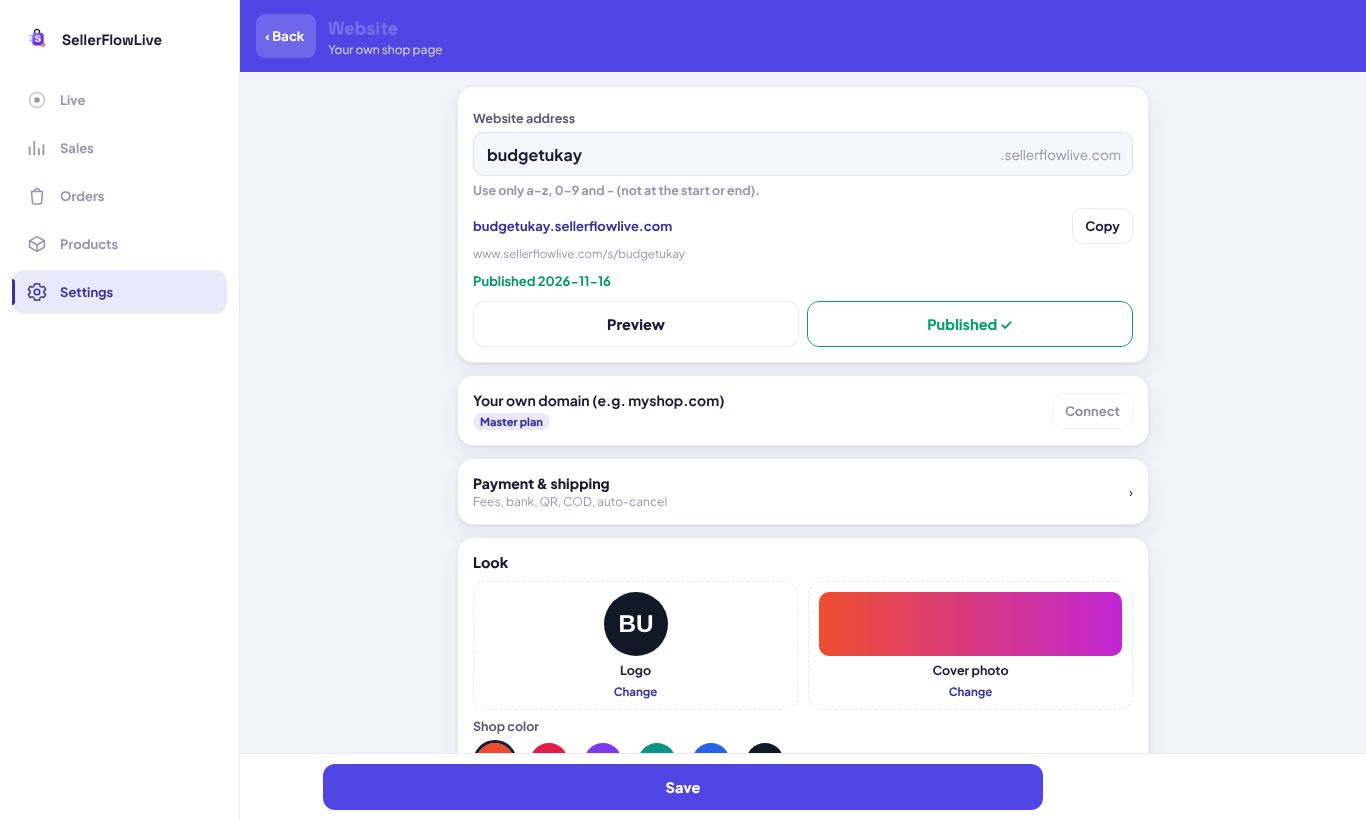 SellerFlowLive
Live
Sales
Orders
Products
Settings
‹ Back
Website
Your own shop page
Website address
budgetukay
.sellerflowlive.com
Use only a–z, 0–9 and - (not at the start or end).
budgetukay.sellerflowlive.com
Copy
www.sellerflowlive.com/s/budgetukay
Published 2026-11-16
Preview
Published ✓
Your own domain (e.g. myshop.com)
Master plan
Connect
Payment & shipping
Fees, bank, QR, COD, auto-cancel
›
Look
BU
Logo
Change
Cover photo
Change
Shop color
Save